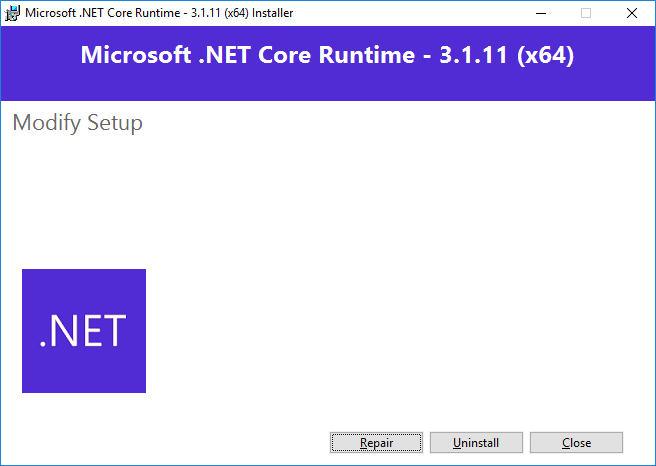 Microsoft .NET Core Runtime - 3.1.11 (x64) Installer
Microsoft .NET Core Runtime - 3.1.11 (x64)
Modify Setup
.NET
Repair Uninstall Close